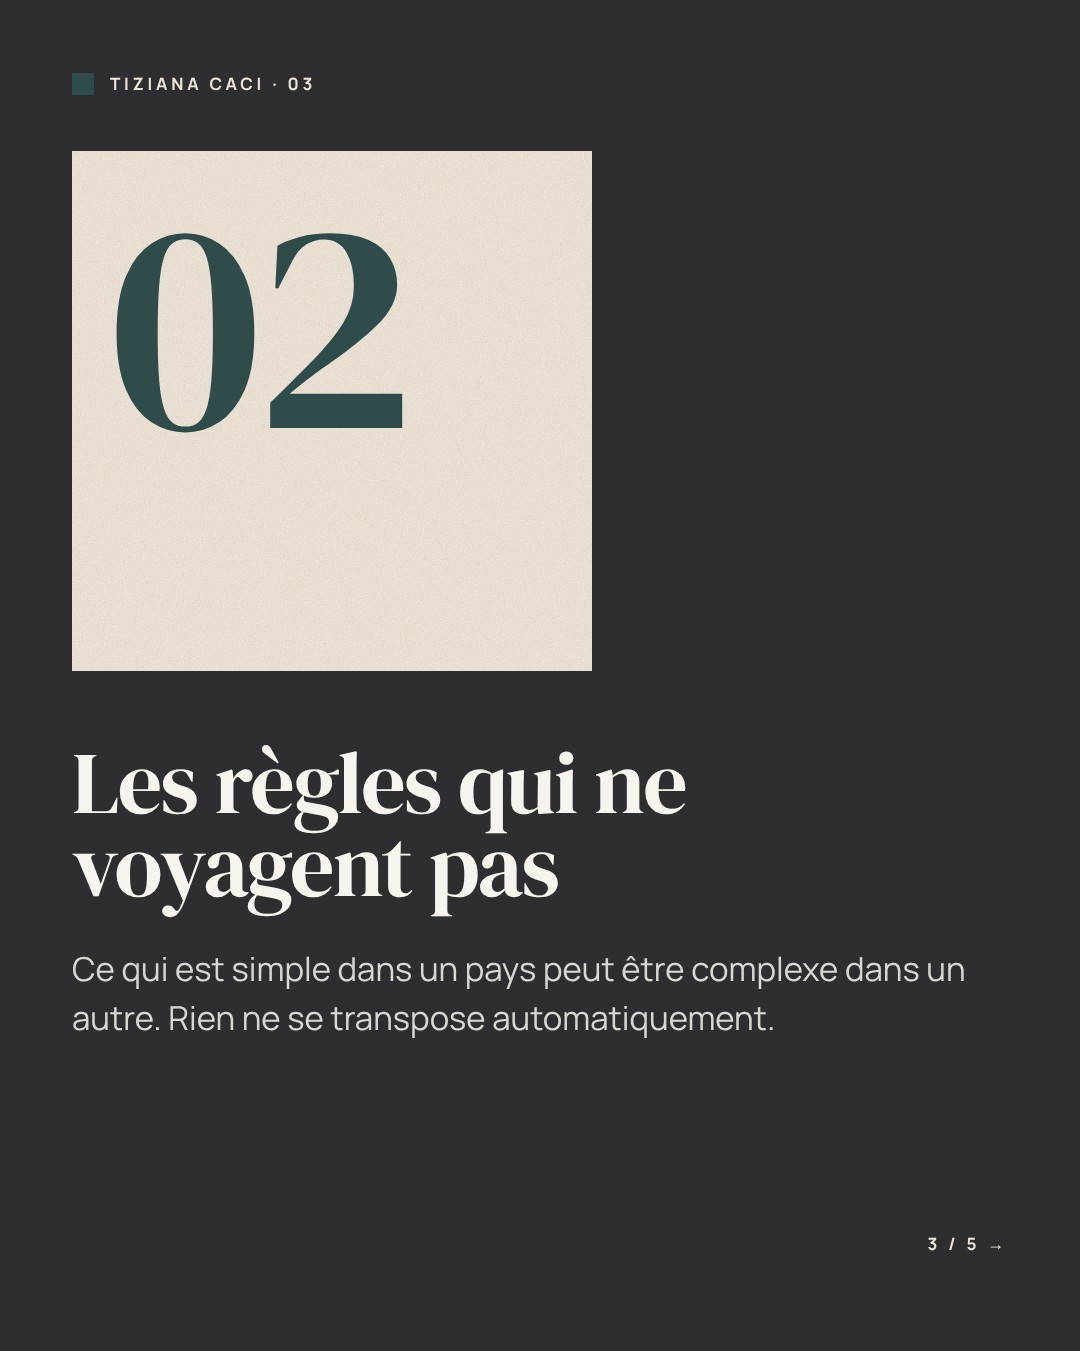 TIZIANA CACI · 03
02
Les règles qui ne
voyagent pas
Ce qui est simple dans un pays peut être complexe dans un
autre. Rien ne se transpose automatiquement.
3 / 5 →